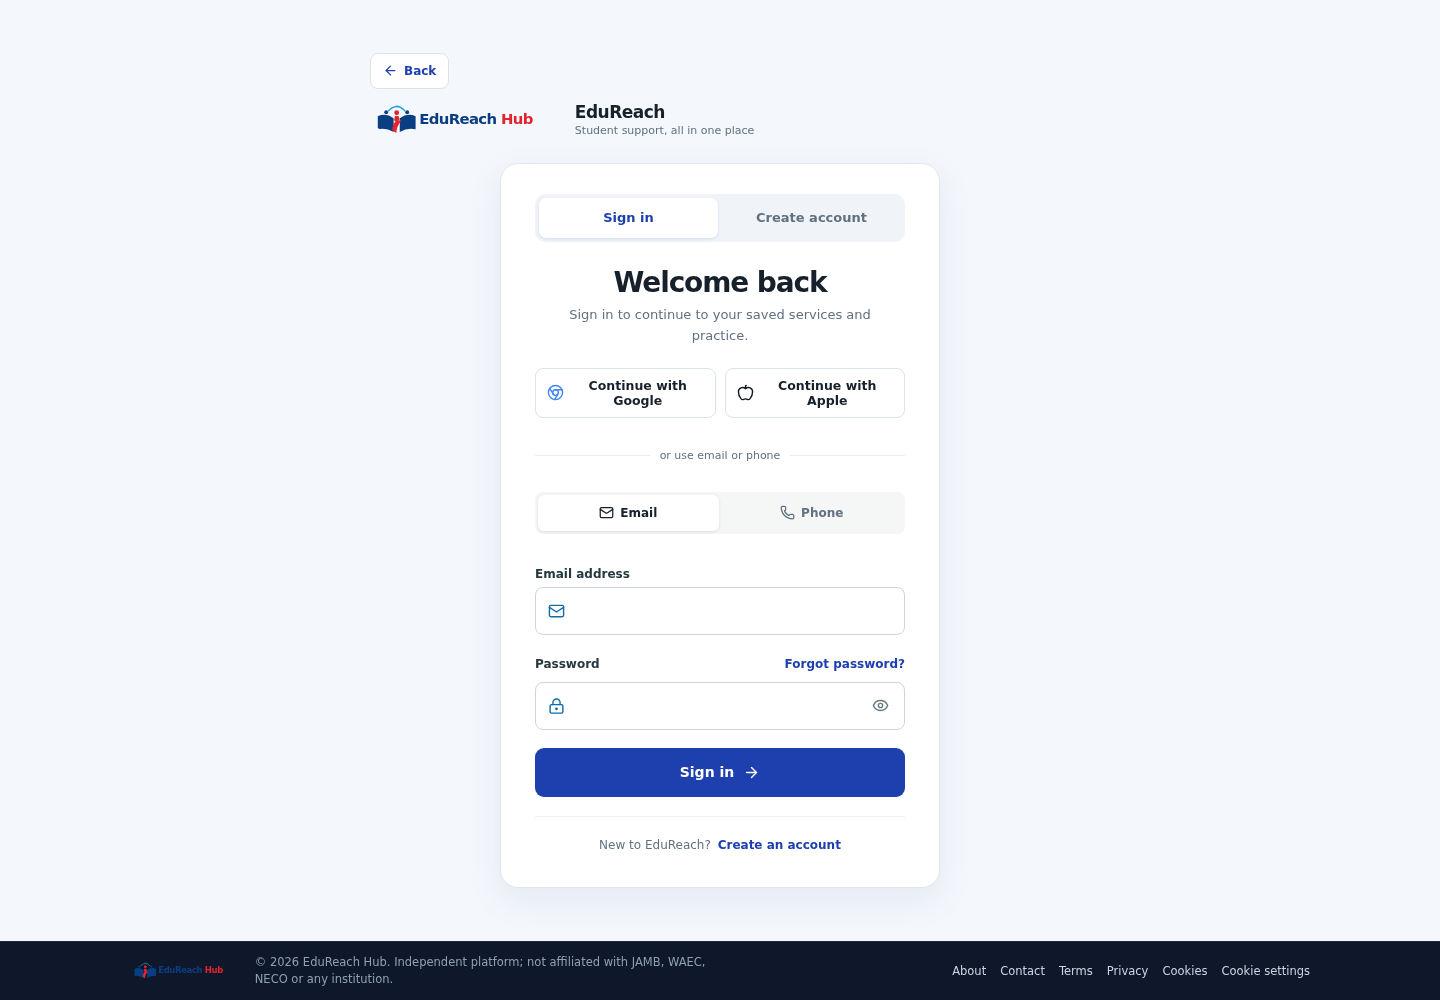 Back
EduReach Hub
EduReach
Student support, all in one place
Sign in
Create account
Welcome back
Sign in to continue to your saved services and
practice.
Continue with
Google
Continue with
Apple
or use email or phone
Email
Phone
Email address
Password
Forgot password?
Sign in
New to EduReach? Create an account
EduReach Hub
© 2026 EduReach Hub. Independent platform; not affiliated with JAMB, WAEC,
NECO or any institution.
About
Contact
Terms
Privacy
Cookies
Cookie settings